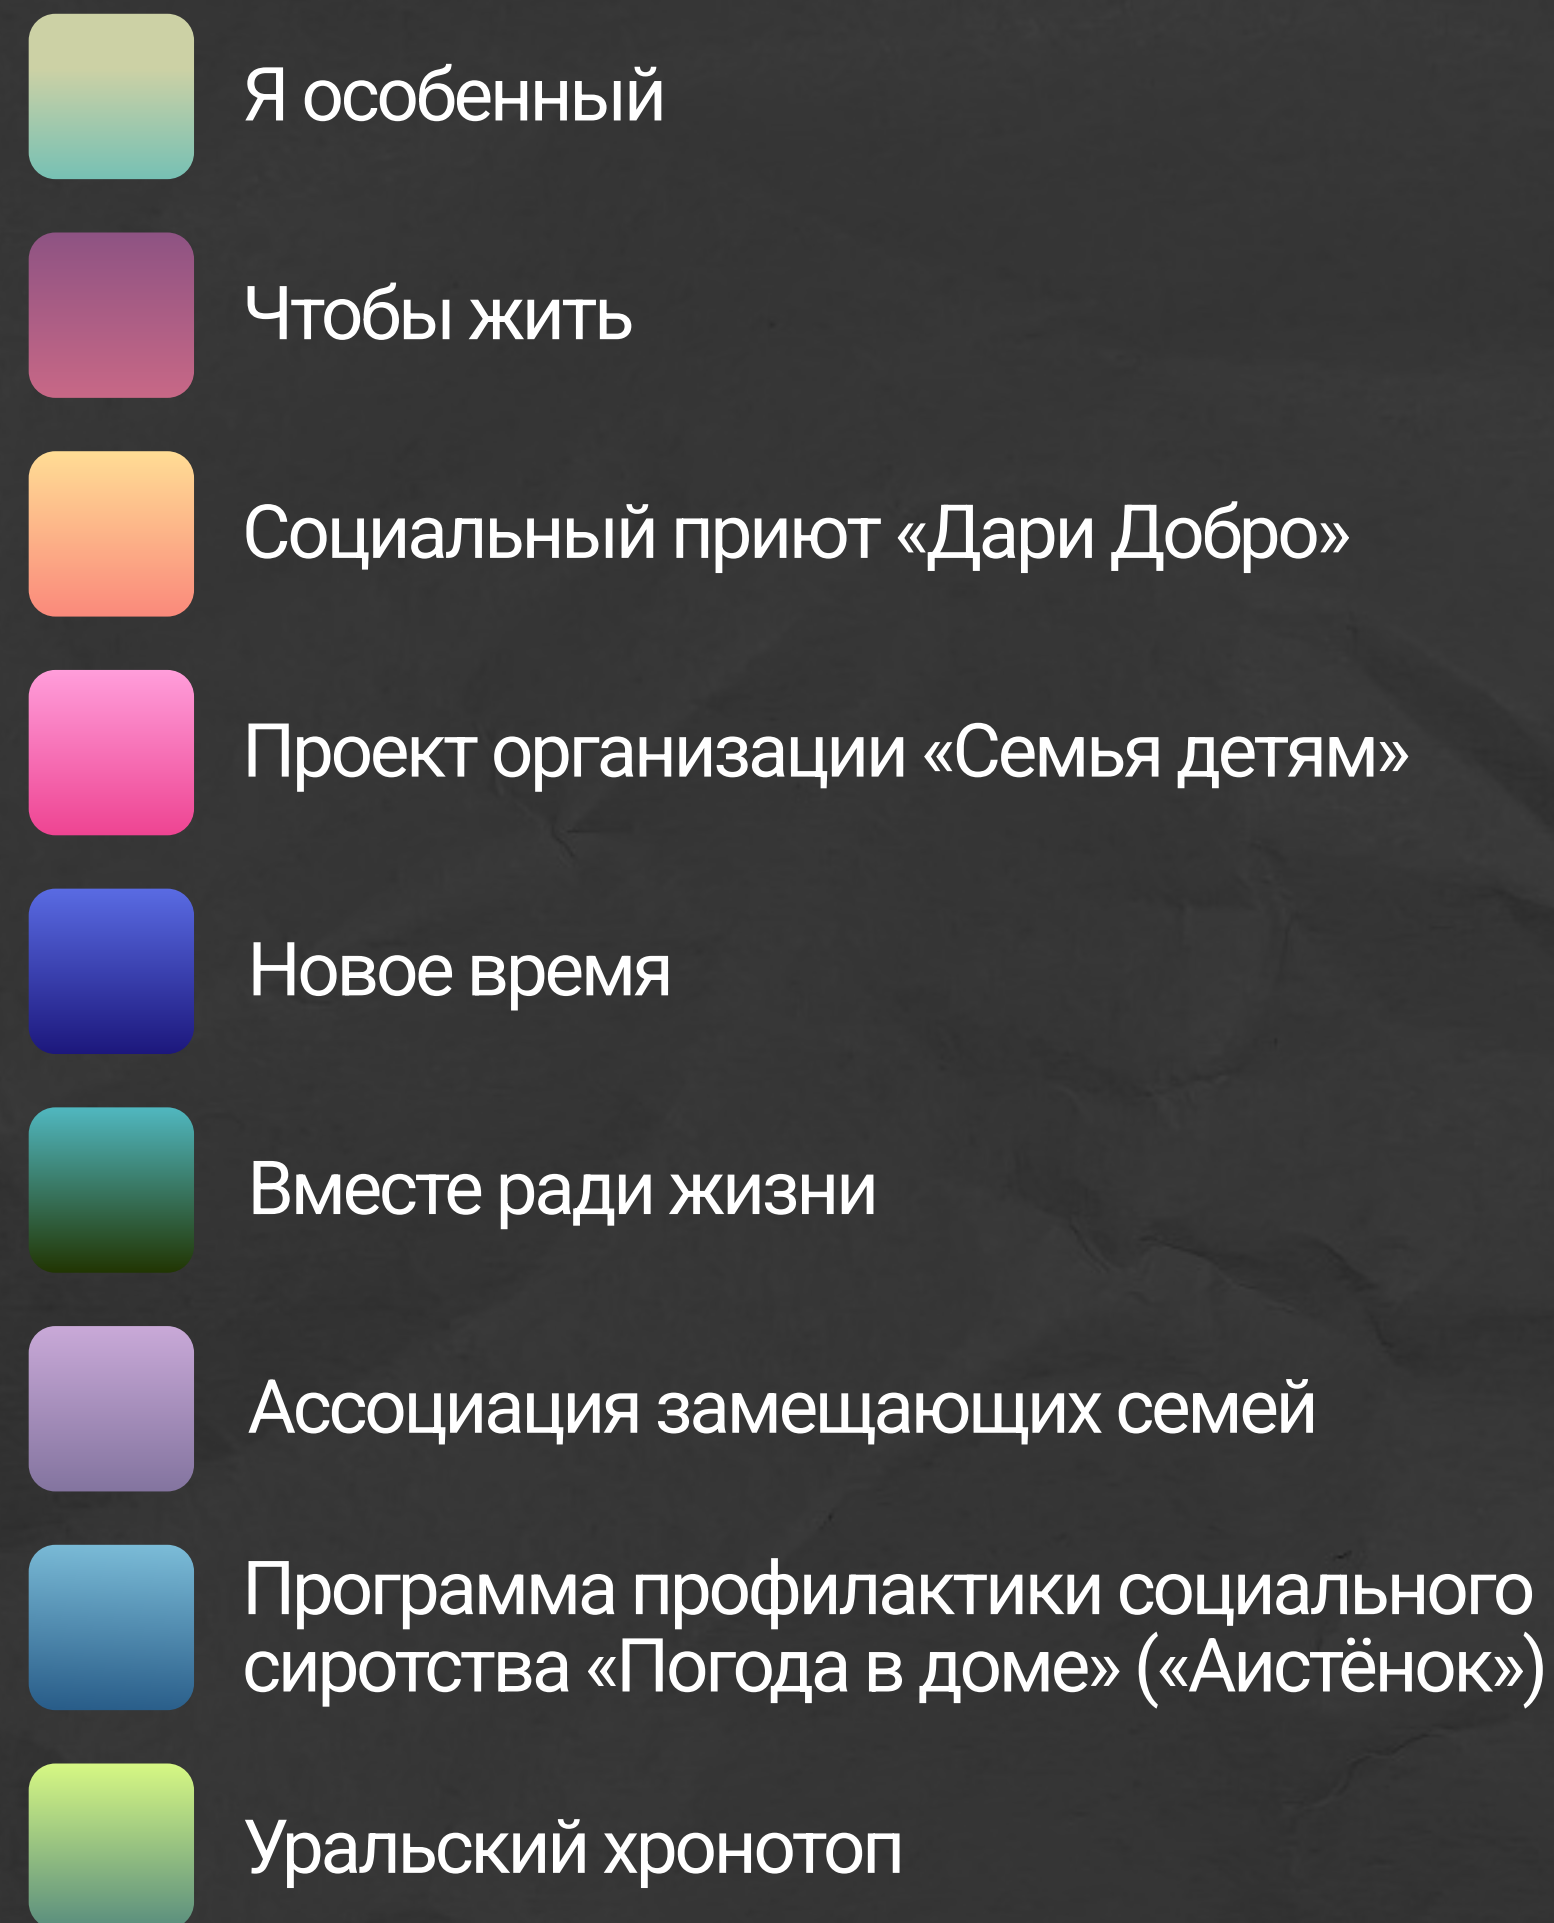 Я особенный
Чтобы жить
Социальный приют «Дари Добро»
Проект организации «Семья детям»
Новое время
Вместе ради жизни
Ассоциация замещающих семей
Программа профилактики социального
сиротства «Погода в доме» («Аистёнок»)
Уральский хронотоп